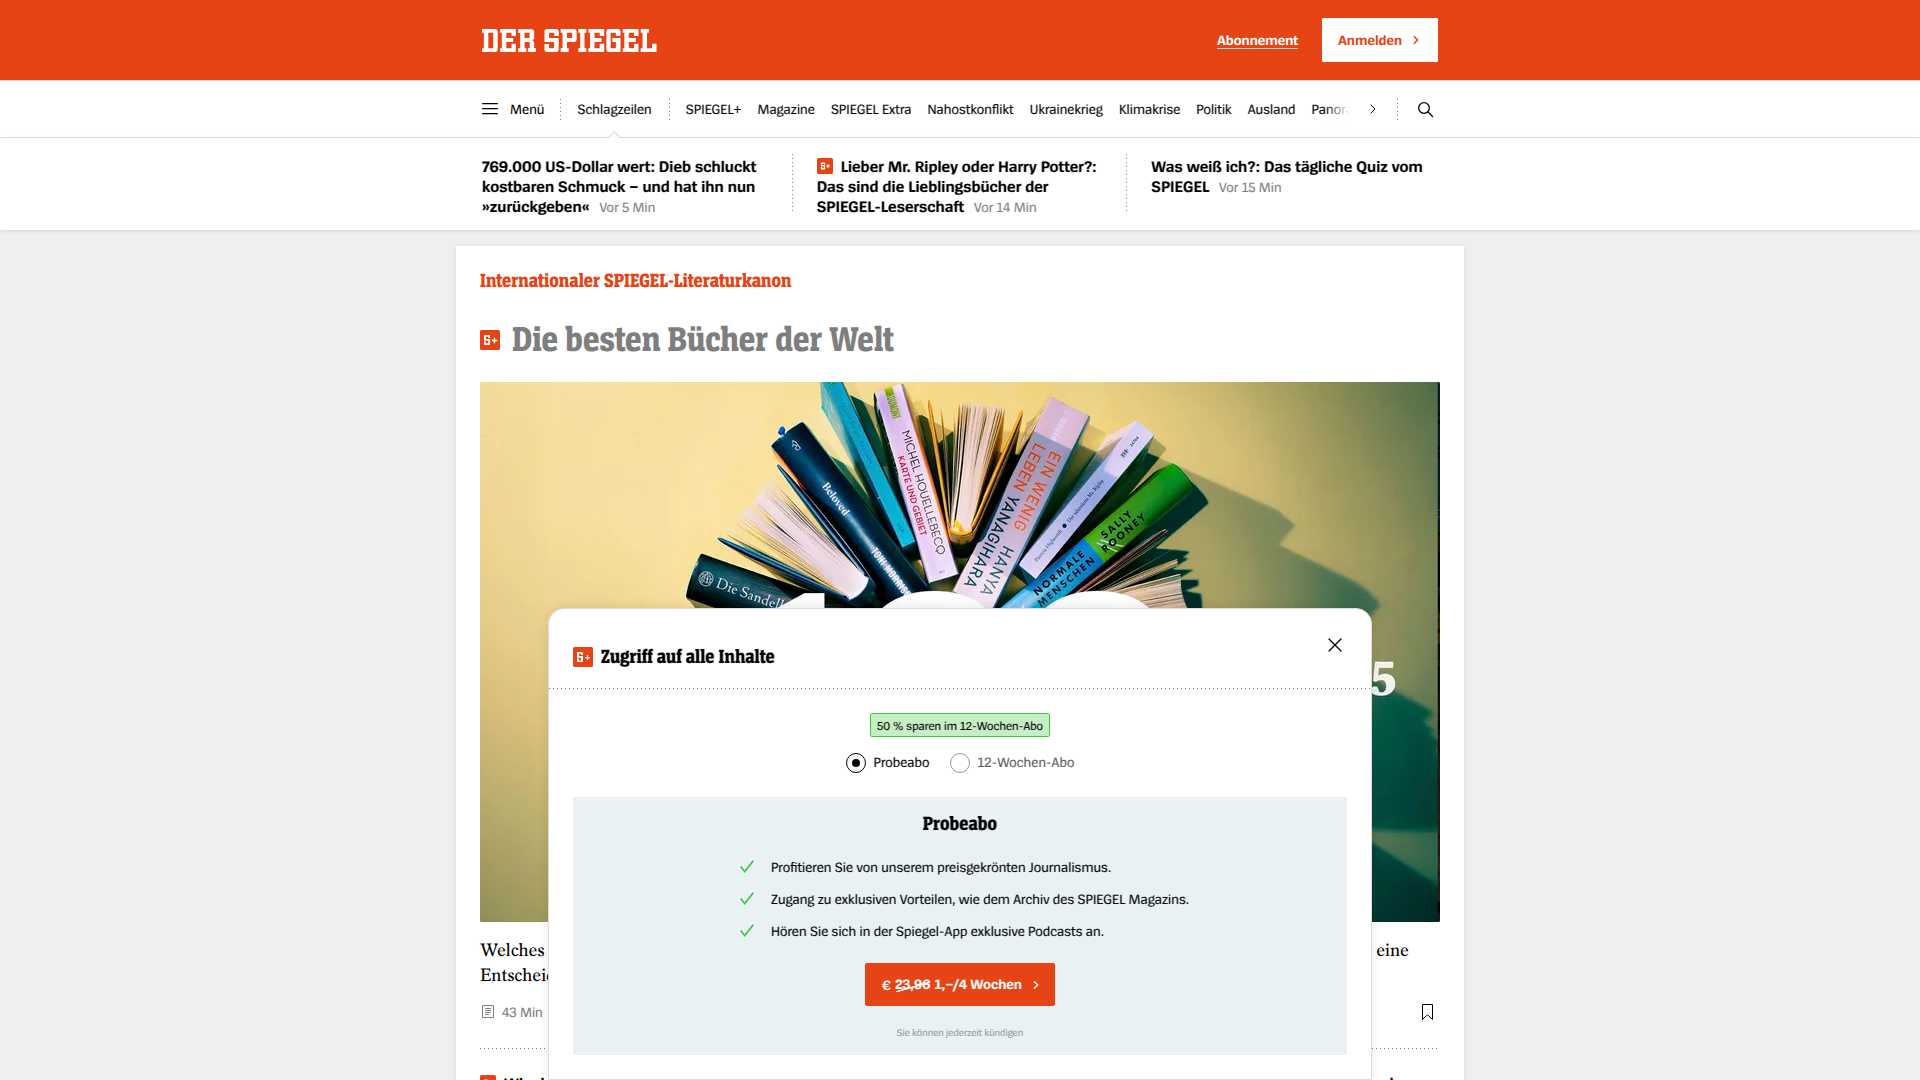 DER SPIEGEL
Abonnement
Anmelden
Menü
Schlagzeilen
SPIEGEL+
Magazine
SPIEGEL Extra
Nahostkonflikt
Ukrainekrieg
Klimakrise
Politik
Ausland
Panor
769.000 US-Dollar wert: Dieb schluckt
kostbaren Schmuck – und hat ihn nun
»zurückgeben« Vor 5 Min
Lieber Mr. Ripley oder Harry Potter?:
Das sind die Lieblingsbücher der
SPIEGEL-Leserschaft Vor 14 Min
Was weiß ich?: Das tägliche Quiz vom
SPIEGEL Vor 15 Min
Internationaler SPIEGEL-Literaturkanon
Die besten Bücher der Welt
Die Sandel
Beloved
TONI MORRISO
MICHEL HOUELLEBECQ
KARTE UND GEBIET
EIN WENIG
LEBEN
HANYA
YANAGIHARA
SALLY
ROONEY
NORMALE
MENSCHEN
5
Zugriff auf alle Inhalte
50 % sparen im 12-Wochen-Abo
Probeabo
12-Wochen-Abo
Probeabo
Profitieren Sie von unserem preisgekrönten Journalismus.
Zugang zu exklusiven Vorteilen, wie dem Archiv des SPIEGEL Magazins.
Hören Sie sich in der Spiegel-App exklusive Podcasts an.
€ 23,96 1,–/4 Wochen
Sie können jederzeit kündigen
Welches
eine
Entschei
43 Min